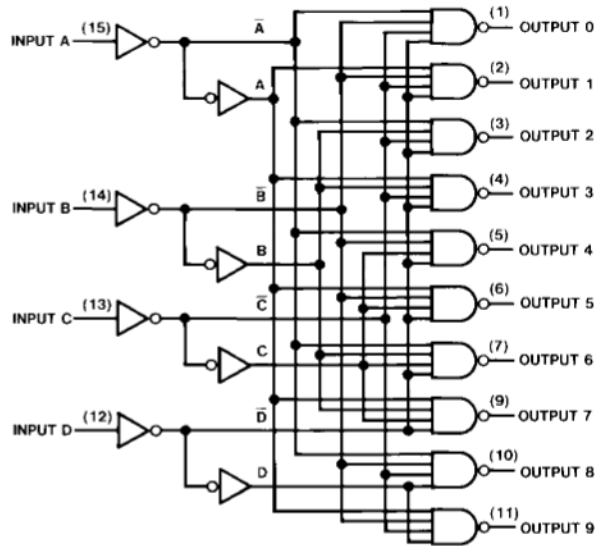 (1)
INPUT A (15) A̅ OUTPUT 0
(2)
A OUTPUT 1
(3)
OUTPUT 2
(4)
INPUT B (14) B̅ OUTPUT 3
(5)
B OUTPUT 4
(6)
INPUT C (13) C̅ OUTPUT 5
(7)
C OUTPUT 6
(9)
INPUT D (12) D̅ OUTPUT 7
(10)
D OUTPUT 8
(11)
OUTPUT 9